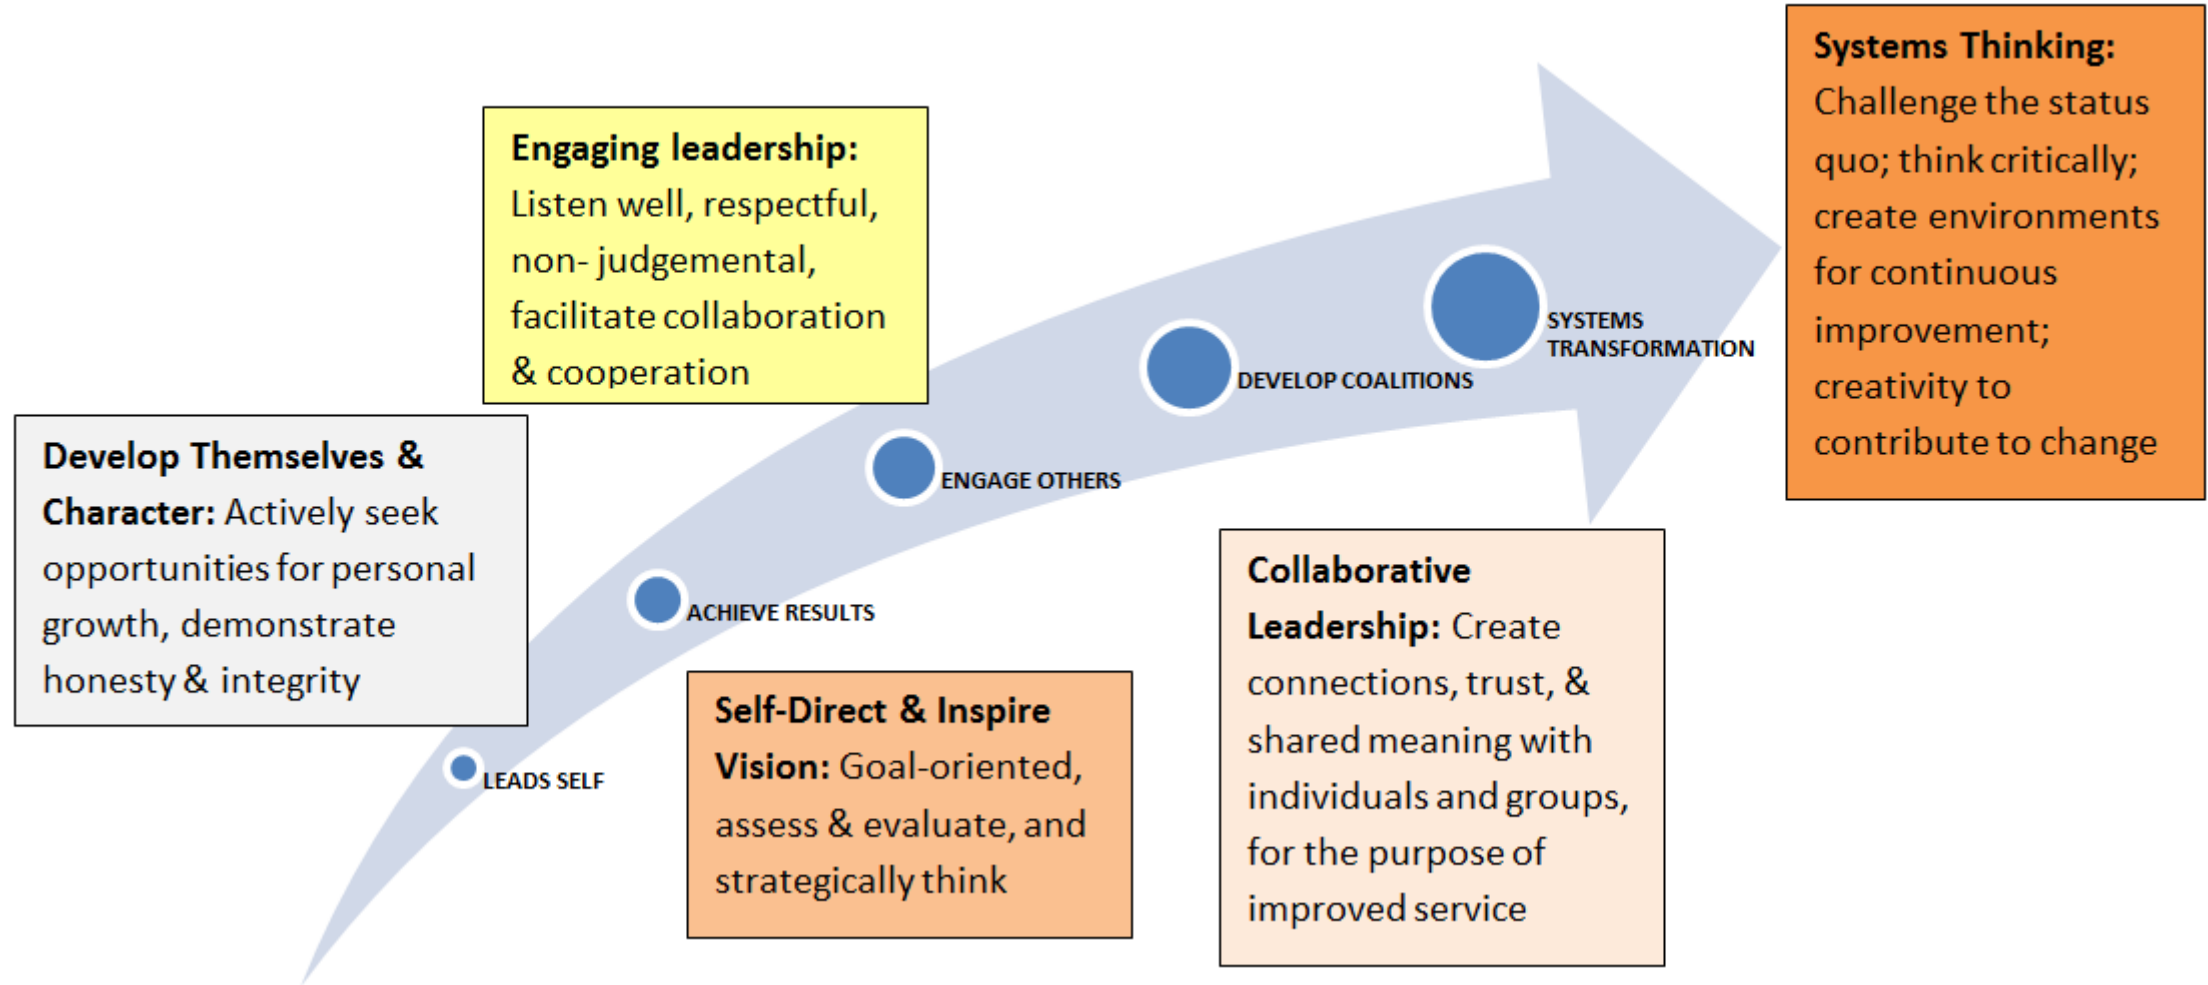 Systems Thinking:
Challenge the status
quo; think critically;
create environments
for continuous
improvement;
creativity to
contribute to change
Engaging leadership:
Listen well, respectful,
non- judgemental,
facilitate collaboration
& cooperation
SYSTEMS
TRANSFORMATION
DEVELOP COALITIONS
Develop Themselves &
Character: Actively seek
opportunities for personal
growth, demonstrate
honesty & integrity
ENGAGE OTHERS
ACHIEVE RESULTS
LEADS SELF
Self-Direct & Inspire
Vision: Goal-oriented,
assess & evaluate, and
strategically think
Collaborative
Leadership: Create
connections, trust, &
shared meaning with
individuals and groups,
for the purpose of
improved service